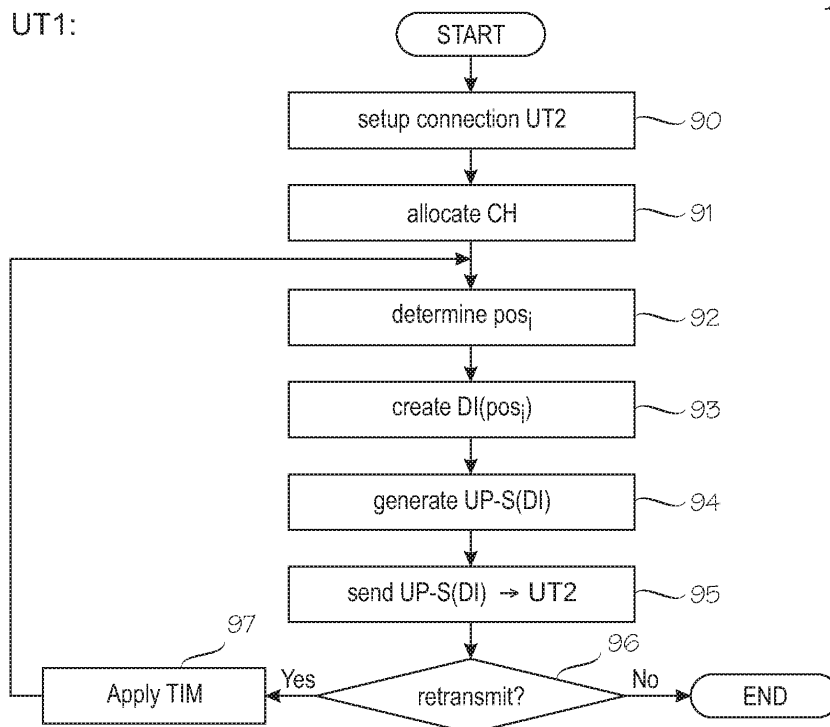 UT1:
START
setup connection UT2
90
allocate CH
91
determine posᵢ
92
create DI(posᵢ)
93
generate UP-S(DI)
94
send UP-S(DI) → UT2
95
97
96
Apply TIM
Yes
retransmit?
No
END